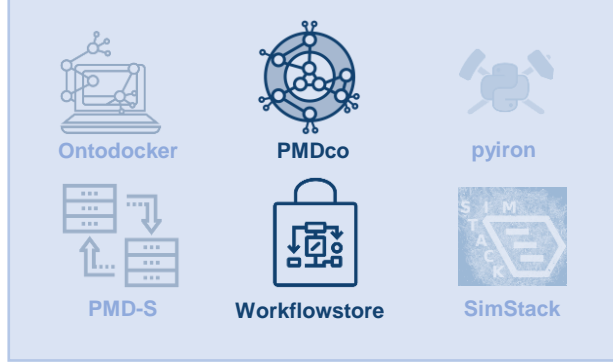 Ontodocker
PMDco
pyiron
S I M
T
A
C
K
PMD-S
Workflowstore
SimStack